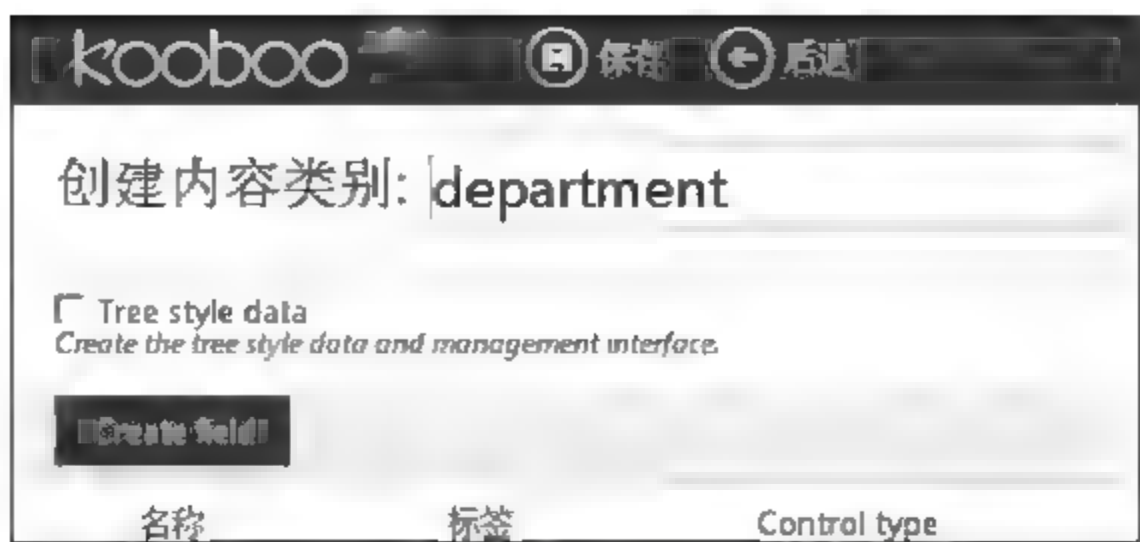 kooboo 保存 后退
创建内容类别: department
Tree style data
Create the tree style data and management interface.
Create field
名称 标签 Control type